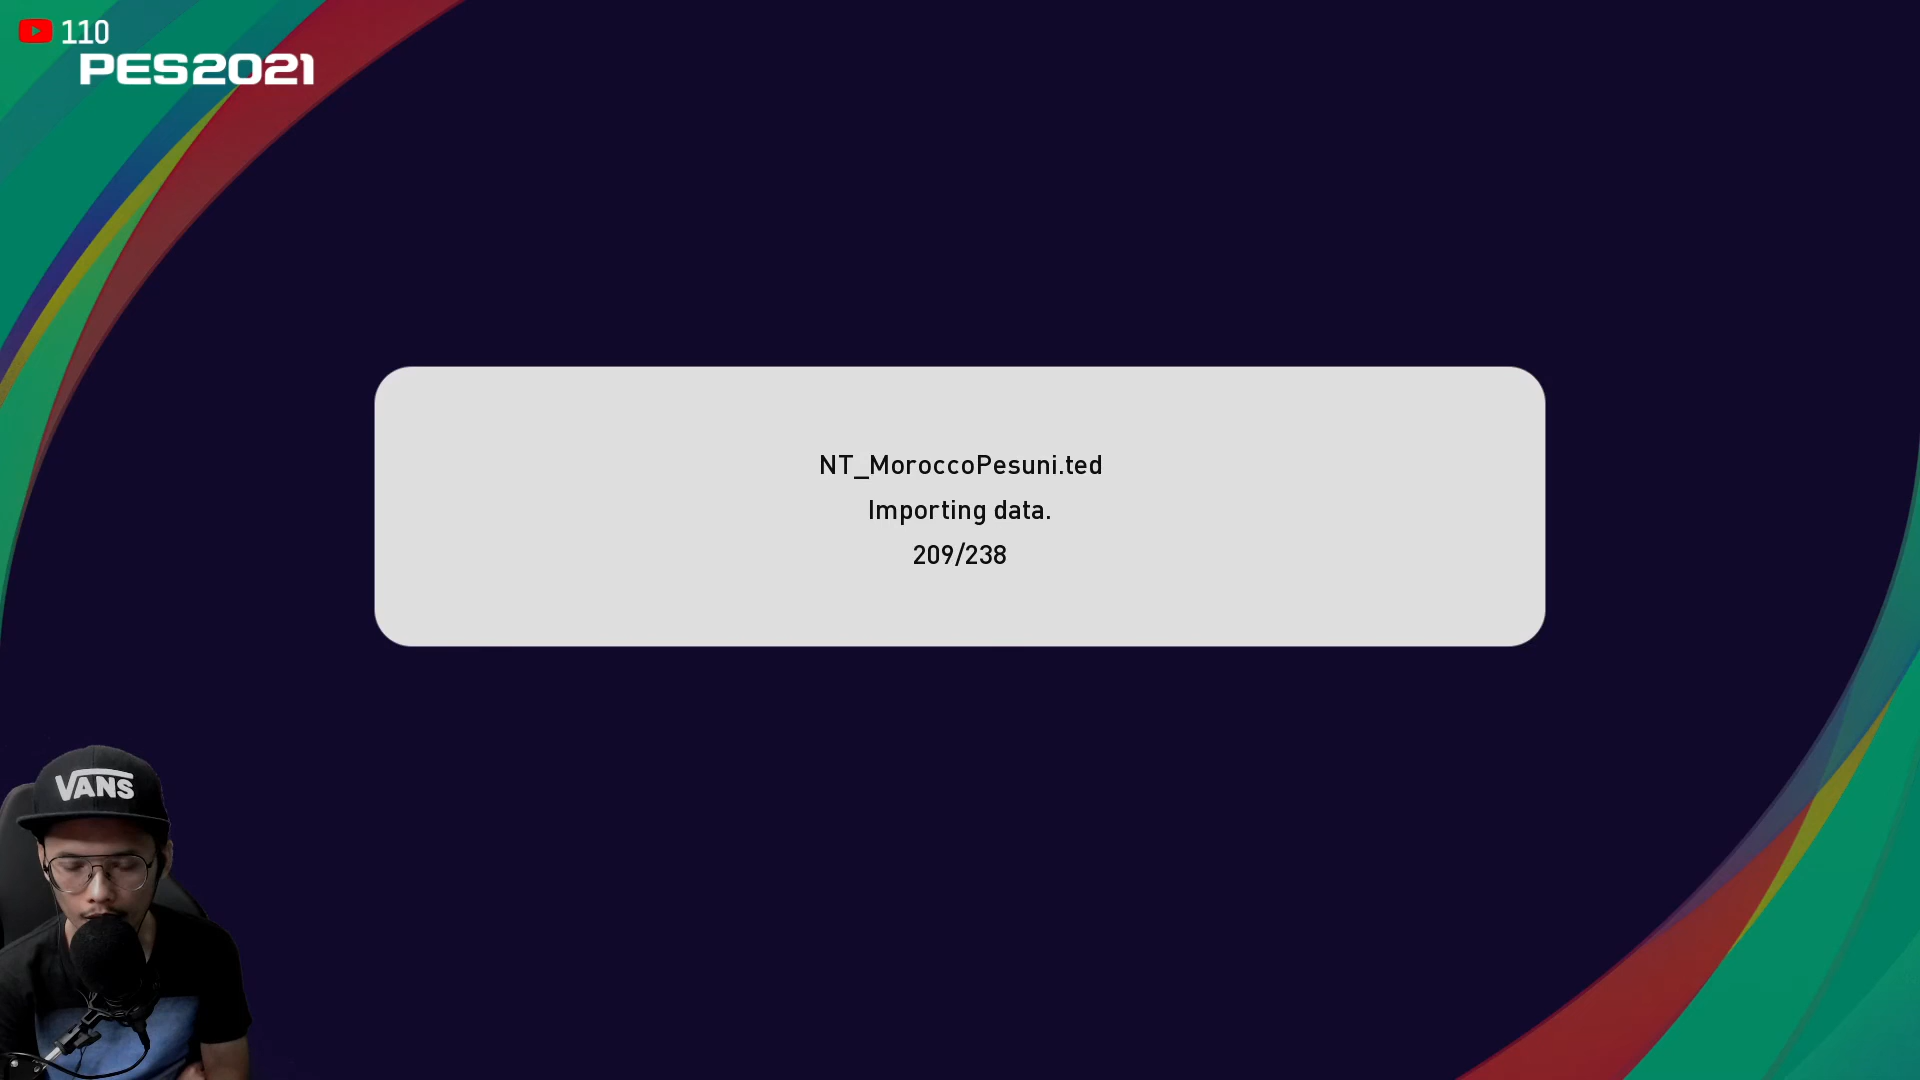 110
PES2021
NT_MoroccoPesuni.ted
Importing data.
209/238
VANS